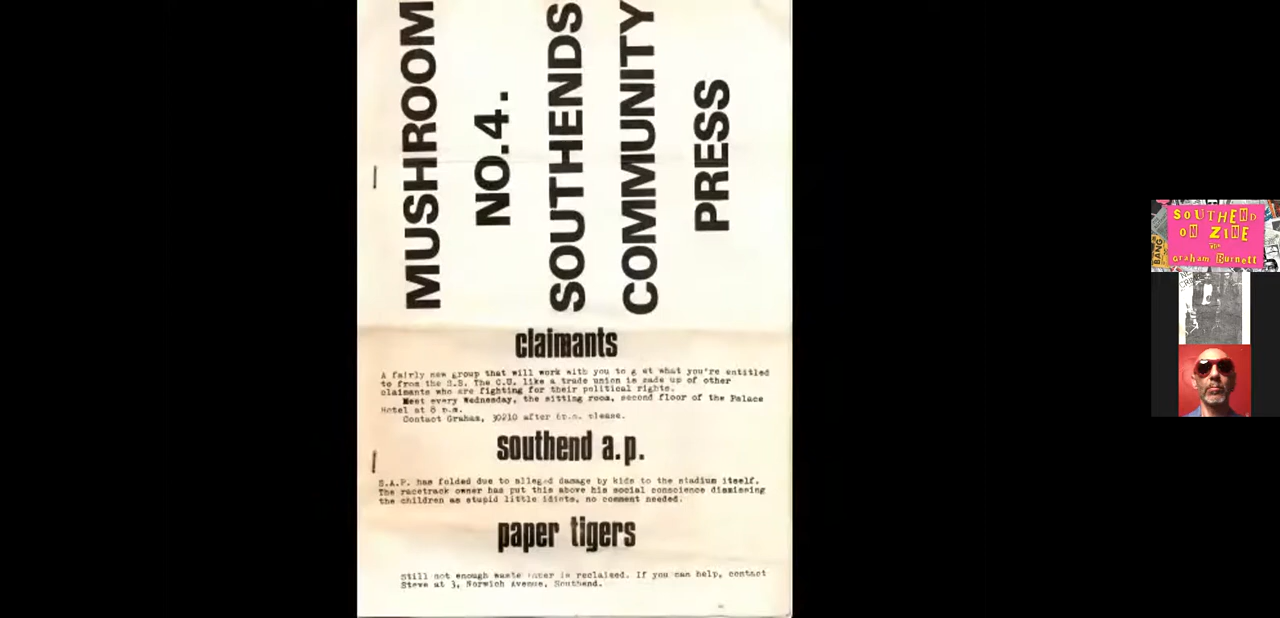 MUSHROOM
NO.4.
SOUTHENDS
COMMUNITY
PRESS
claimants
A fairly new group that will work with you to get what you're entitled
to from the S.S. The C.U. like a trade union is made up of other
claimants who are fighting for their political rights.
Meet every Wednesday, the sitting room, second floor of the Palace
Hotel at 8 p.m.
Contact Graham, 30210 after 6p.m. please.
southend a.p.
S.A.P. has folded due to alleged damage by kids to the stadium itself.
The racetrack owner has put this above his social conscience dismissing
the children as stupid little idiots, no comment needed.
paper tigers
Still not enough waste paper is reclaimed. If you can help, contact
Steve at 3, Norwich Avenue, Southend.
SOUTHEND
ON ZINE
Graham Burnett
BANG